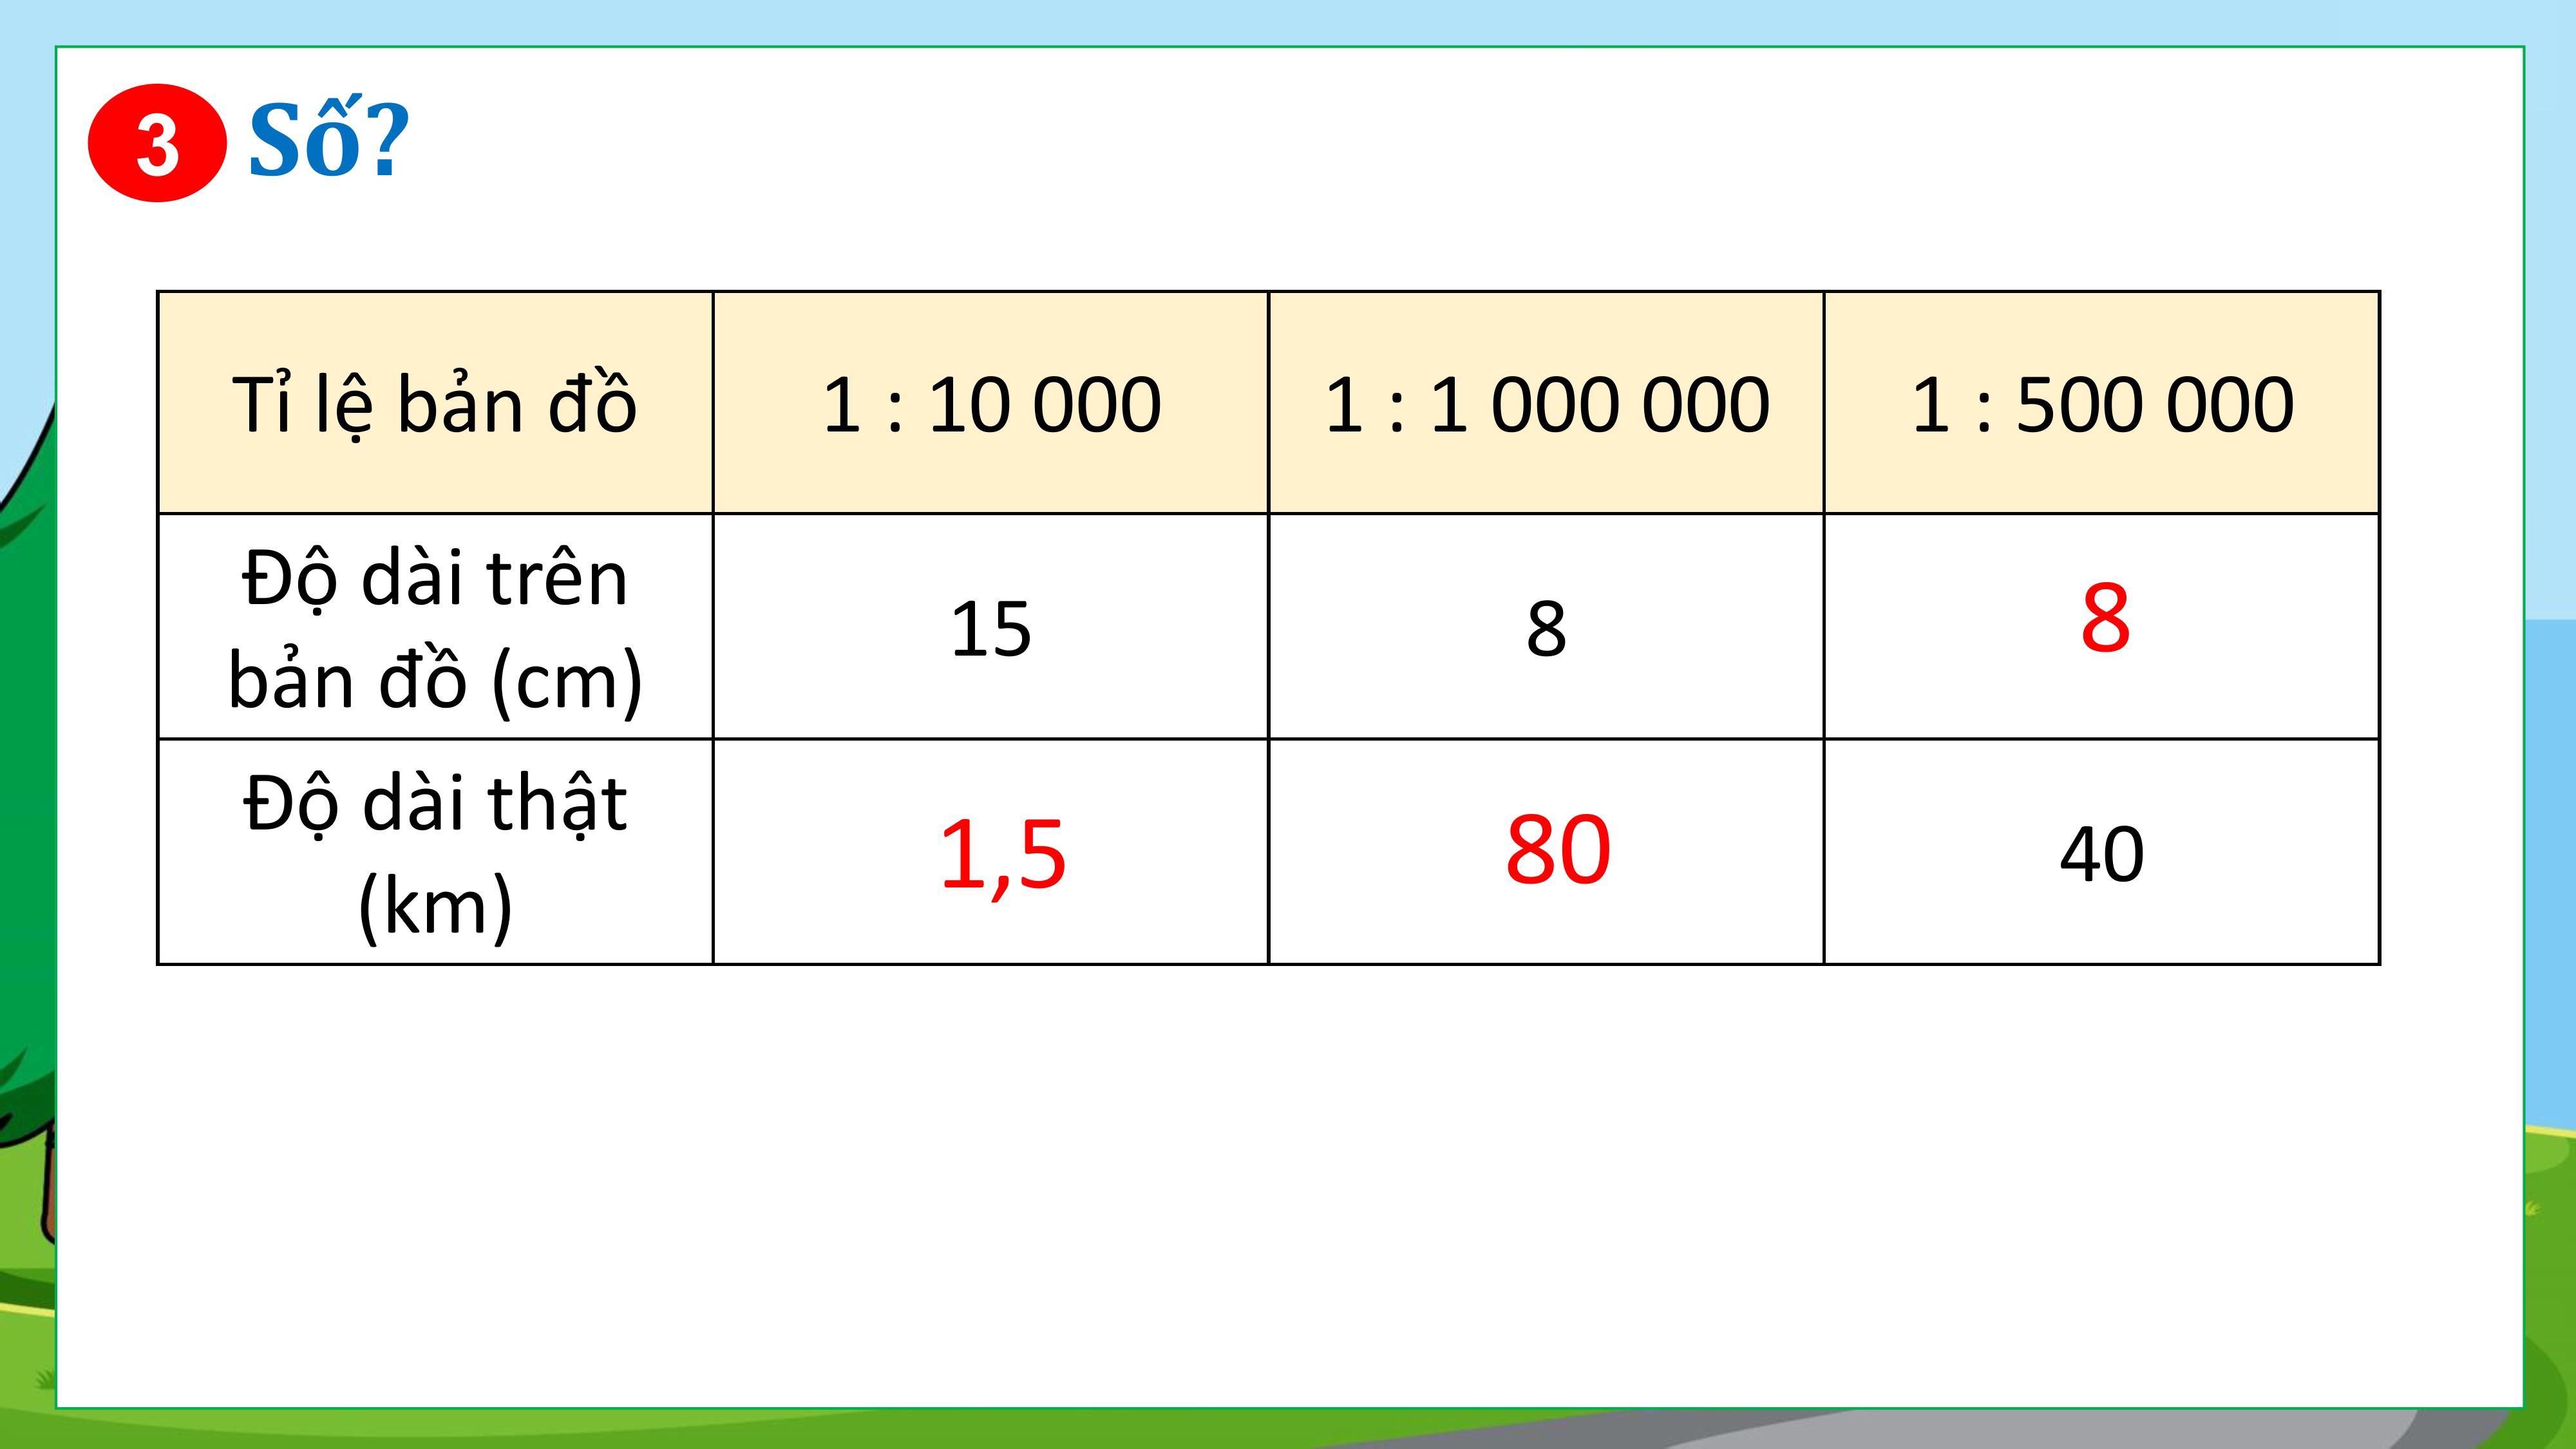 3 Số?
Tỉ lệ bản đồ 1 : 10 000 1 : 1 000 000 1 : 500 000
Độ dài trên
bản đồ (cm) 15 8 8
Độ dài thật
(km) 1,5 80 40